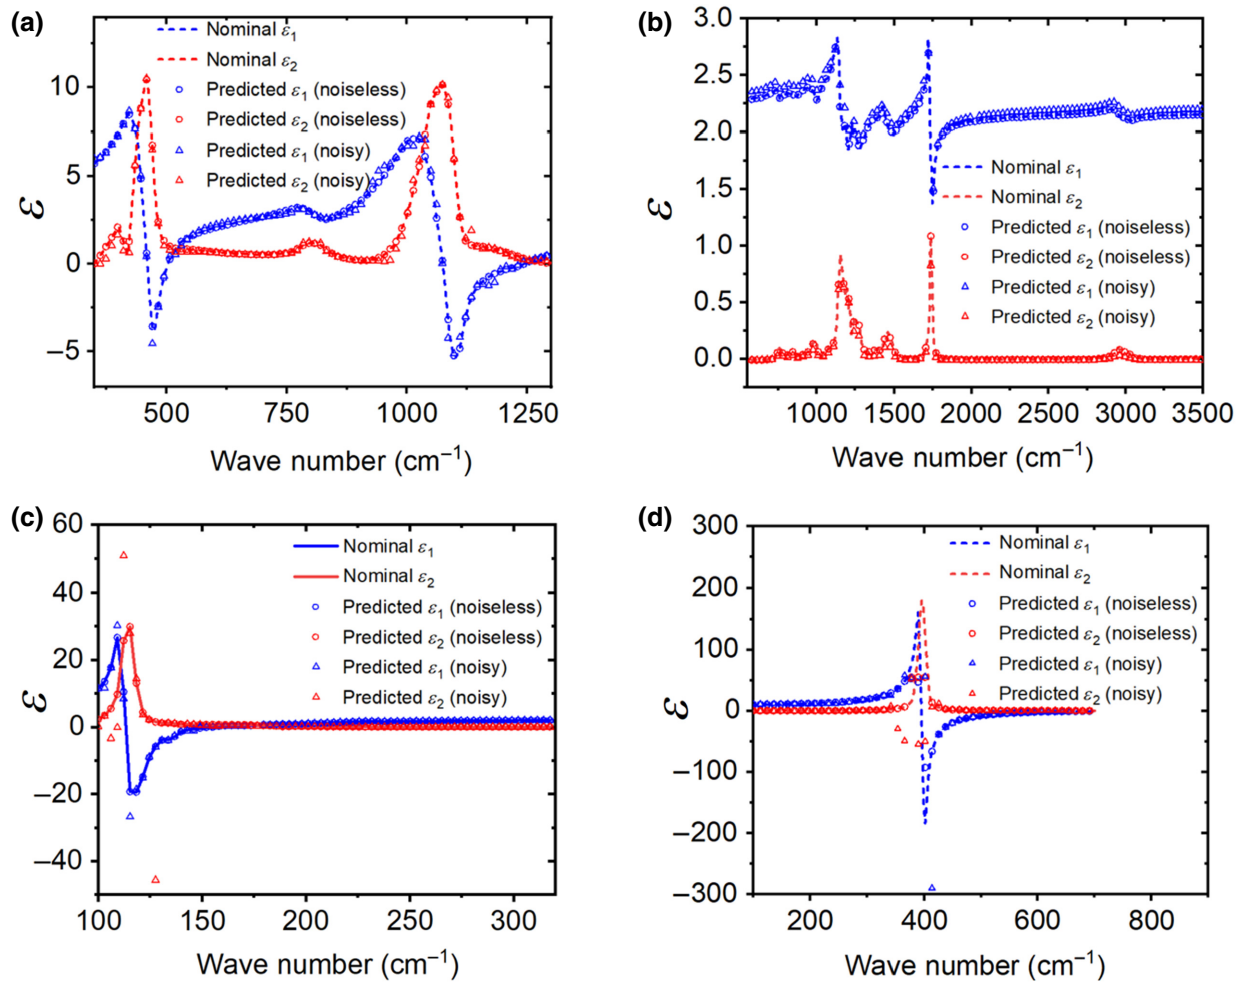 (a)
Nominal ε1
Nominal ε2
Predicted ε1 (noiseless)
Predicted ε2 (noiseless)
Predicted ε1 (noisy)
Predicted ε2 (noisy)
10
5
0
–5
ε
500 750 1000 1250
Wave number (cm–1)
(b)
3.0
2.5
2.0
1.5
1.0
0.5
0.0
ε
Nominal ε1
Nominal ε2
Predicted ε1 (noiseless)
Predicted ε2 (noiseless)
Predicted ε1 (noisy)
Predicted ε2 (noisy)
1000 1500 2000 2500 3000 3500
Wave number (cm–1)
(c)
60
40
20
0
–20
–40
ε
Nominal ε1
Nominal ε2
Predicted ε1 (noiseless)
Predicted ε2 (noiseless)
Predicted ε1 (noisy)
Predicted ε2 (noisy)
100 150 200 250 300
Wave number (cm–1)
(d)
300
200
100
0
–100
–200
–300
ε
Nominal ε1
Nominal ε2
Predicted ε1 (noiseless)
Predicted ε2 (noiseless)
Predicted ε1 (noisy)
Predicted ε2 (noisy)
200 400 600 800
Wave number (cm–1)